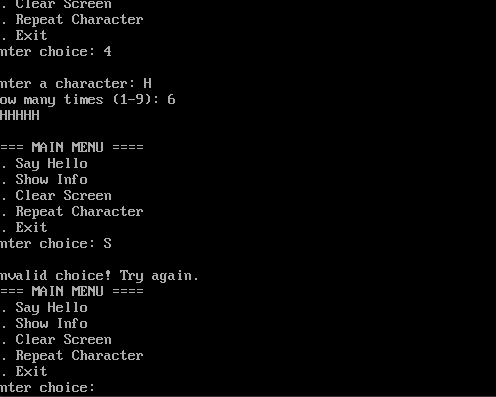 . Clear Screen
. Repeat Character
. Exit
nter choice: 4
nter a character: H
ow many times (1-9): 6
HHHHH
=== MAIN MENU ====
. Say Hello
. Show Info
. Clear Screen
. Repeat Character
. Exit
nter choice: S
nvalid choice! Try again.
=== MAIN MENU ====
. Say Hello
. Show Info
. Clear Screen
. Repeat Character
. Exit
nter choice: